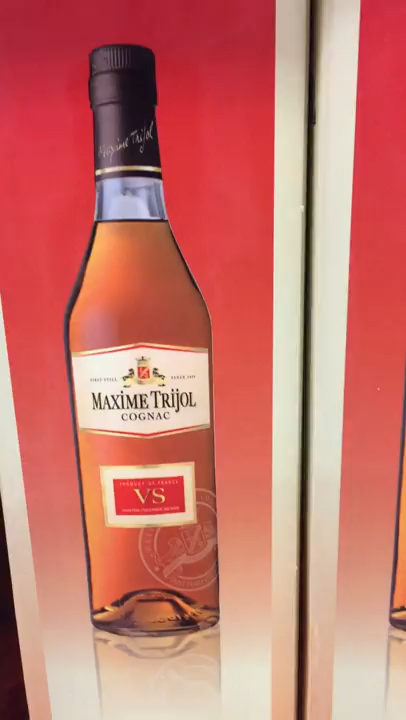 Maxime Trijol
FIRST STILL SINCE 1859
MAXIME TRIJOL
COGNAC
PRODUCT OF FRANCE
VS